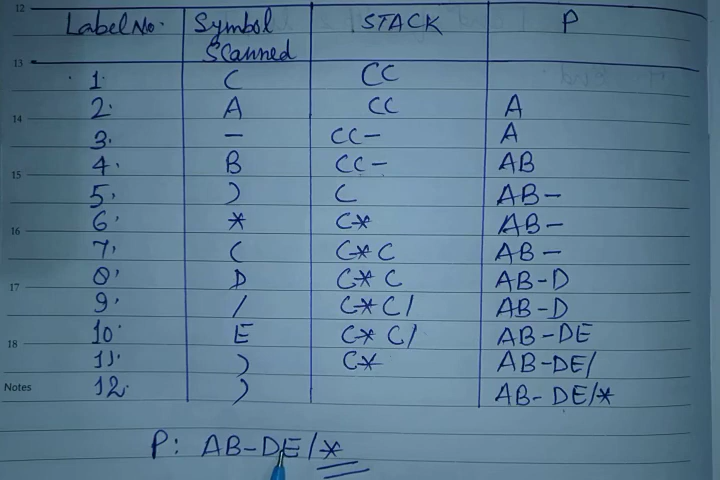 12
Label No. Symbol Scanned STACK P
13
1. ( ((
2. A (( A
14
3. - ((- A
4. B ((- AB
15
5. ) ( AB-
6. * (* AB-
16
7. ( (*( AB-
8. D (*( AB-D
17
9. / (*(/ AB-D
10. E (*(/ AB-DE
18
11. ) (* AB-DE/
Notes
12. ) AB-DE/*
P: AB-DE/*